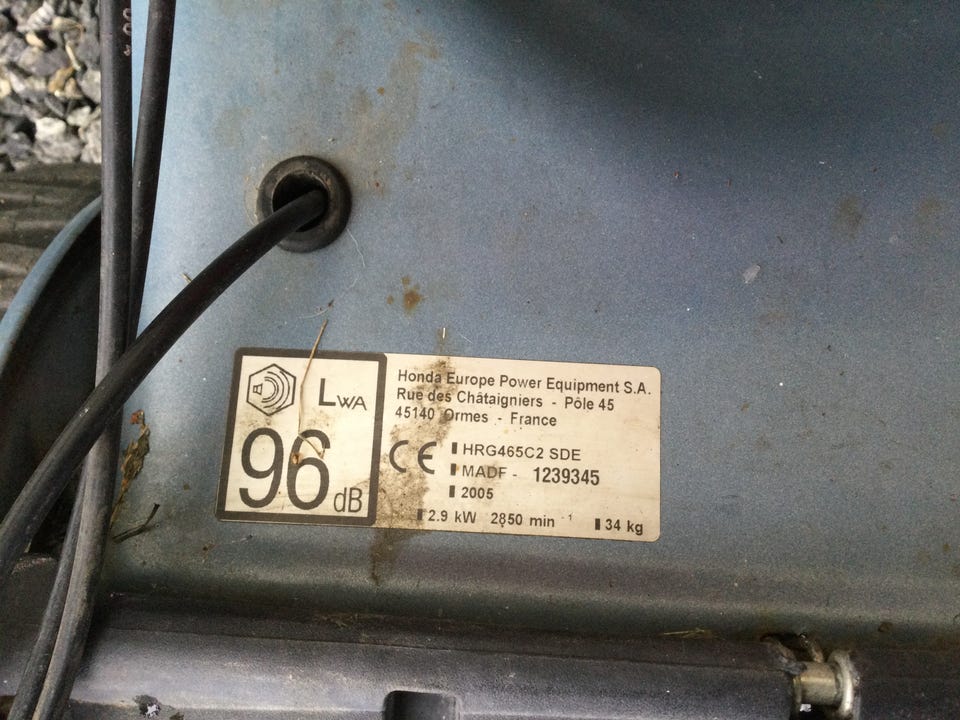 LWA
96 dB
Honda Europe Power Equipment S.A.
Rue des Châtaigniers - Pôle 45
45140 Ormes - France
CE
HRG465C2 SDE
MADF - 1239345
2005
2.9 kW 2850 min -1
34 kg